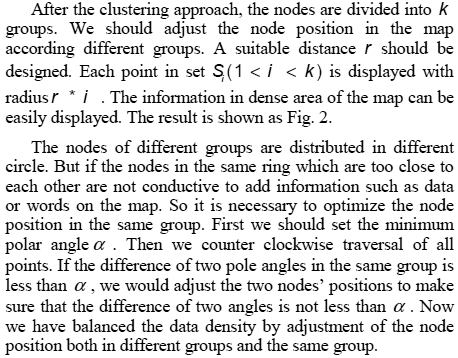 After the clustering approach, the nodes are divided into k
groups. We should adjust the node position in the map
according different groups. A suitable distance r should be
designed. Each point in set Sᵢ(1 < i < k) is displayed with
radius r * i . The information in dense area of the map can be
easily displayed. The result is shown as Fig. 2.
The nodes of different groups are distributed in different
circle. But if the nodes in the same ring which are too close to
each other are not conductive to add information such as data
or words on the map. So it is necessary to optimize the node
position in the same group. First we should set the minimum
polar angle α . Then we counter clockwise traversal of all
points. If the difference of two pole angles in the same group is
less than α , we would adjust the two nodes' positions to make
sure that the difference of two angles is not less than α . Now
we have balanced the data density by adjustment of the node
position both in different groups and the same group.